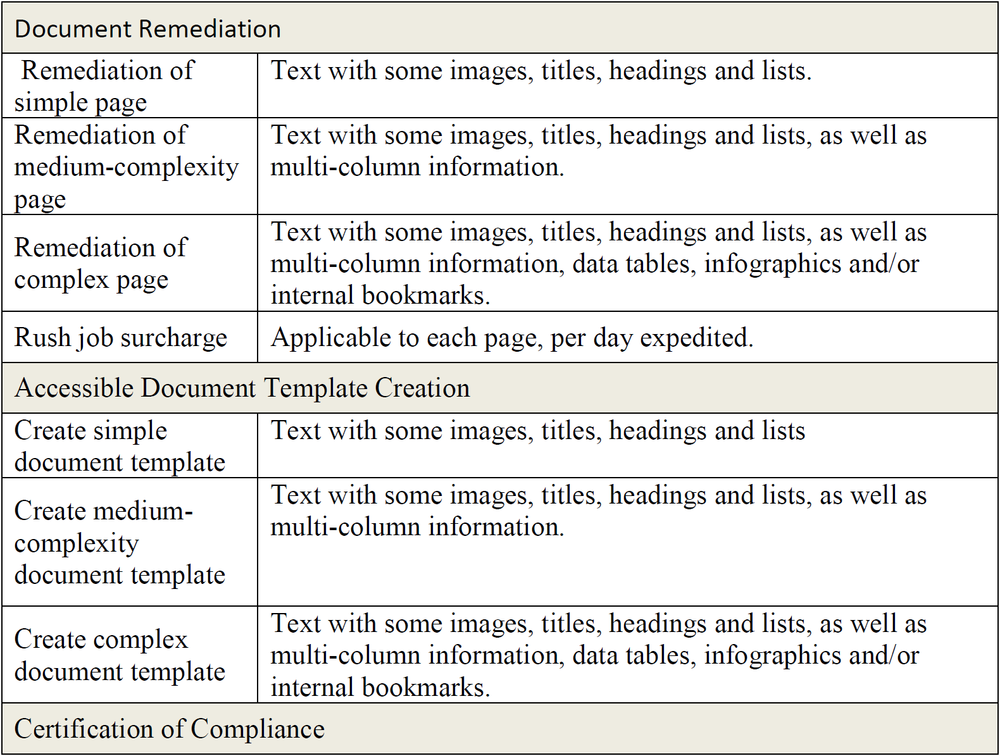 Document Remediation
Remediation of
simple page
Text with some images, titles, headings and lists.
Remediation of
medium-complexity
page
Text with some images, titles, headings and lists, as well as
multi-column information.
Remediation of
complex page
Text with some images, titles, headings and lists, as well as
multi-column information, data tables, infographics and/or
internal bookmarks.
Rush job surcharge
Applicable to each page, per day expedited.
Accessible Document Template Creation
Create simple
document template
Text with some images, titles, headings and lists
Create medium-
complexity
document template
Text with some images, titles, headings and lists, as well as
multi-column information.
Create complex
document template
Text with some images, titles, headings and lists, as well as
multi-column information, data tables, infographics and/or
internal bookmarks.
Certification of Compliance